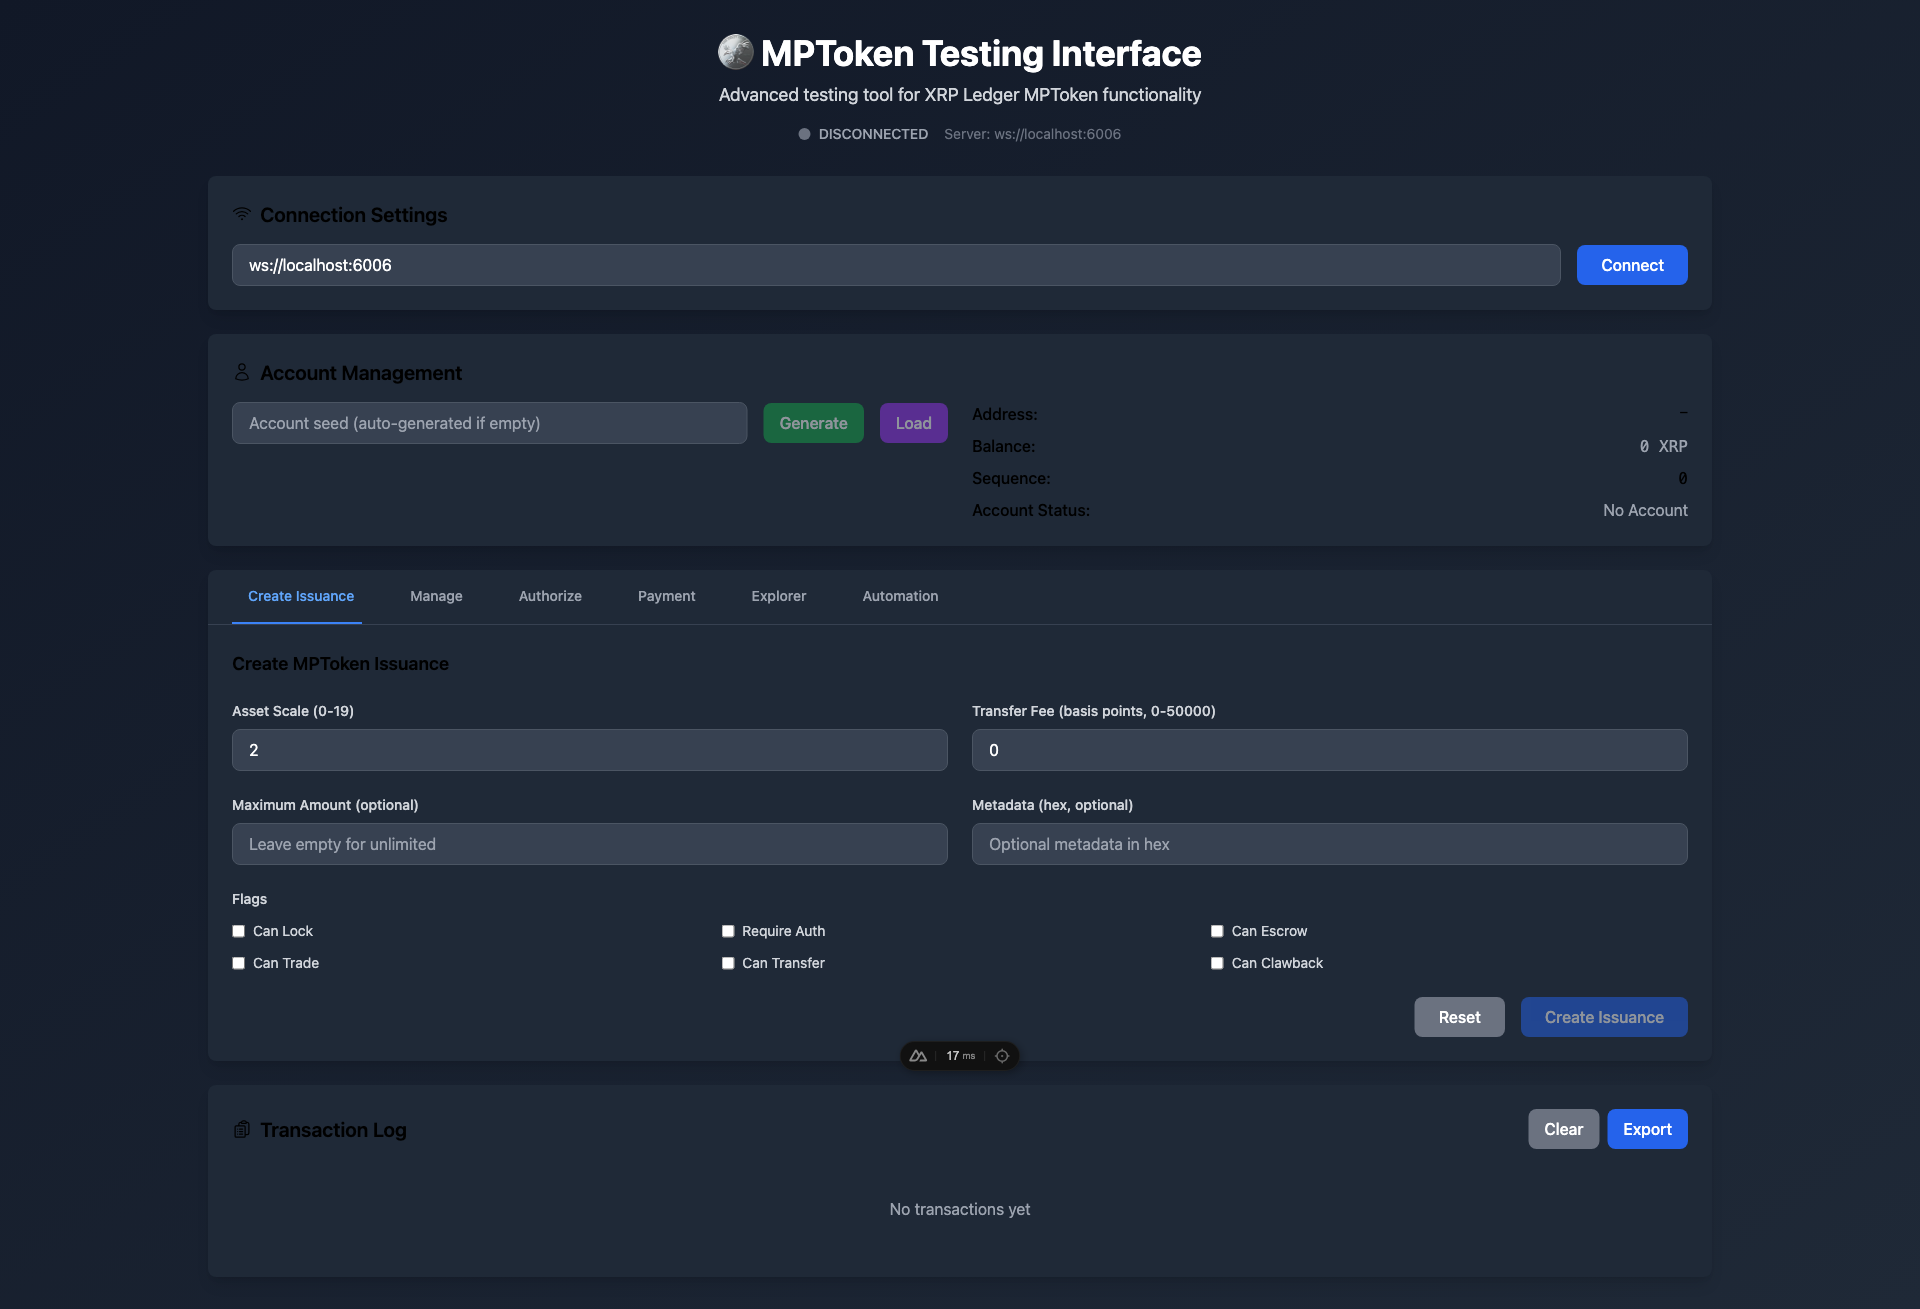 MPToken Testing Interface
Advanced testing tool for XRP Ledger MPToken functionality
DISCONNECTED Server: ws://localhost:6006
Connection Settings
ws://localhost:6006 Connect
Account Management
Account seed (auto-generated if empty) Generate Load
Address: -
Balance: 0 XRP
Sequence: 0
Account Status: No Account
Create Issuance Manage Authorize Payment Explorer Automation
Create MPToken Issuance
Asset Scale (0-19) Transfer Fee (basis points, 0-50000)
2 0
Maximum Amount (optional) Metadata (hex, optional)
Leave empty for unlimited Optional metadata in hex
Flags
Can Lock Require Auth Can Escrow
Can Trade Can Transfer Can Clawback
Reset Create Issuance
17 ms
Transaction Log Clear Export
No transactions yet